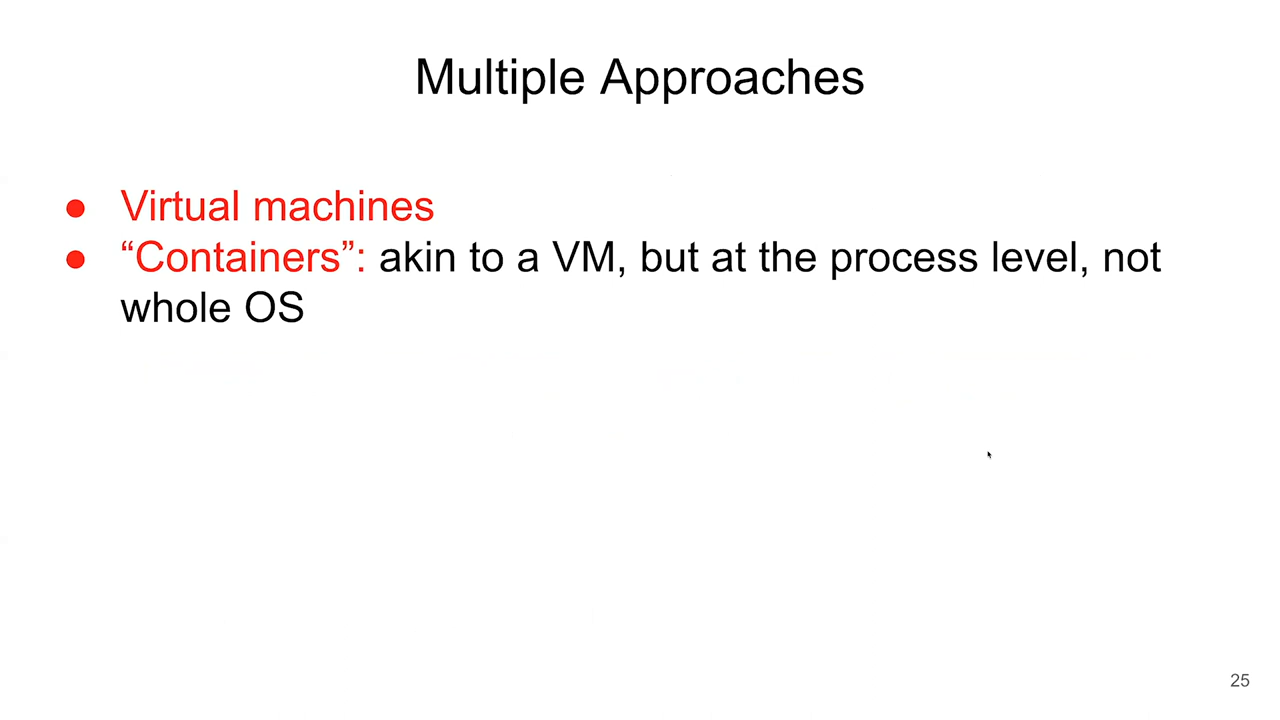 Multiple Approaches
● Virtual machines
● “Containers”: akin to a VM, but at the process level, not
whole OS
25